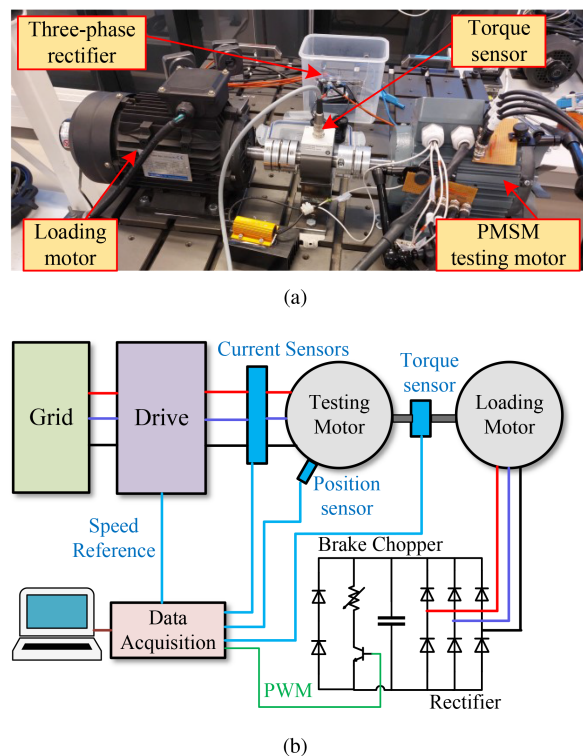 Three-phase
rectifier
Torque
sensor
Loading
motor
PMSM
testing motor
(a)
Current Sensors
Torque
sensor
Grid
Drive
Testing
Motor
Loading
Motor
Position
sensor
Speed
Reference
Brake Chopper
Data
Acquisition
PWM
Rectifier
(b)